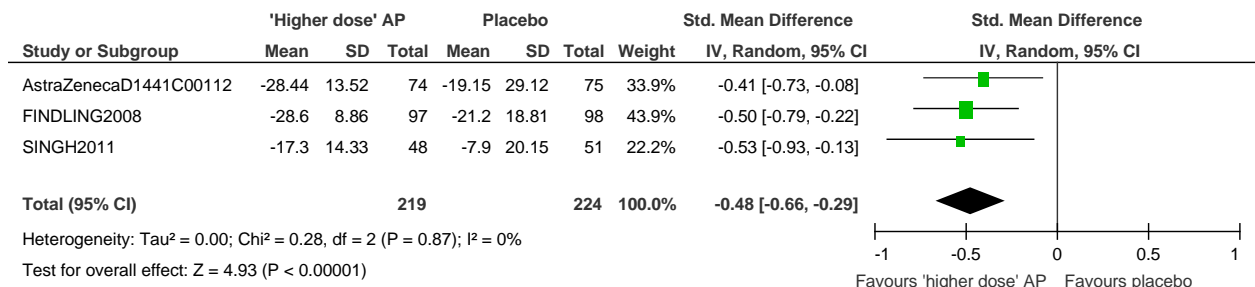 'Higher dose' AP Placebo Std. Mean Difference Std. Mean Difference
Study or Subgroup Mean SD Total Mean SD Total Weight IV, Random, 95% CI IV, Random, 95% CI
AstraZenecaD1441C00112 -28.44 13.52 74 -19.15 29.12 75 33.9% -0.41 [-0.73, -0.08]
FINDLING2008 -28.6 8.86 97 -21.2 18.81 98 43.9% -0.50 [-0.79, -0.22]
SINGH2011 -17.3 14.33 48 -7.9 20.15 51 22.2% -0.53 [-0.93, -0.13]
Total (95% CI) 219 224 100.0% -0.48 [-0.66, -0.29]
Heterogeneity: Tau² = 0.00; Chi² = 0.28, df = 2 (P = 0.87); I² = 0%
Test for overall effect: Z = 4.93 (P < 0.00001)
-1 -0.5 0 0.5 1
Favours 'higher dose' AP Favours placebo